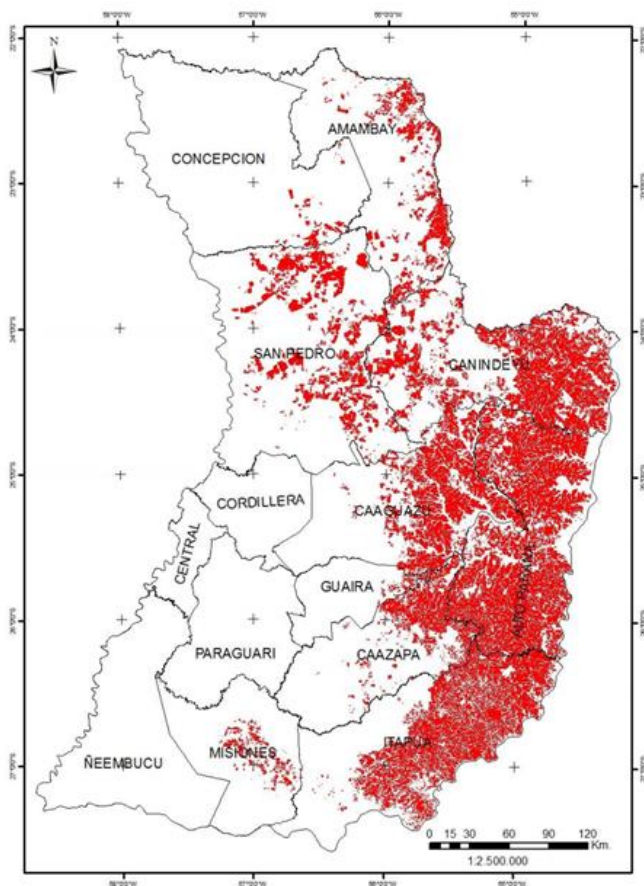 N
AMAMBAY
CONCEPCION
SAN PEDRO
CANINDEYU
CORDILLERA
CAAGUAZU
CENTRAL
GUAIRA
ALTO PARANA
PARAGUARI
CAAZAPA
ITAPUA
MISIONES
ÑEEMBUCU
0 15 30 60 90 120
Km.
1:2.500.000